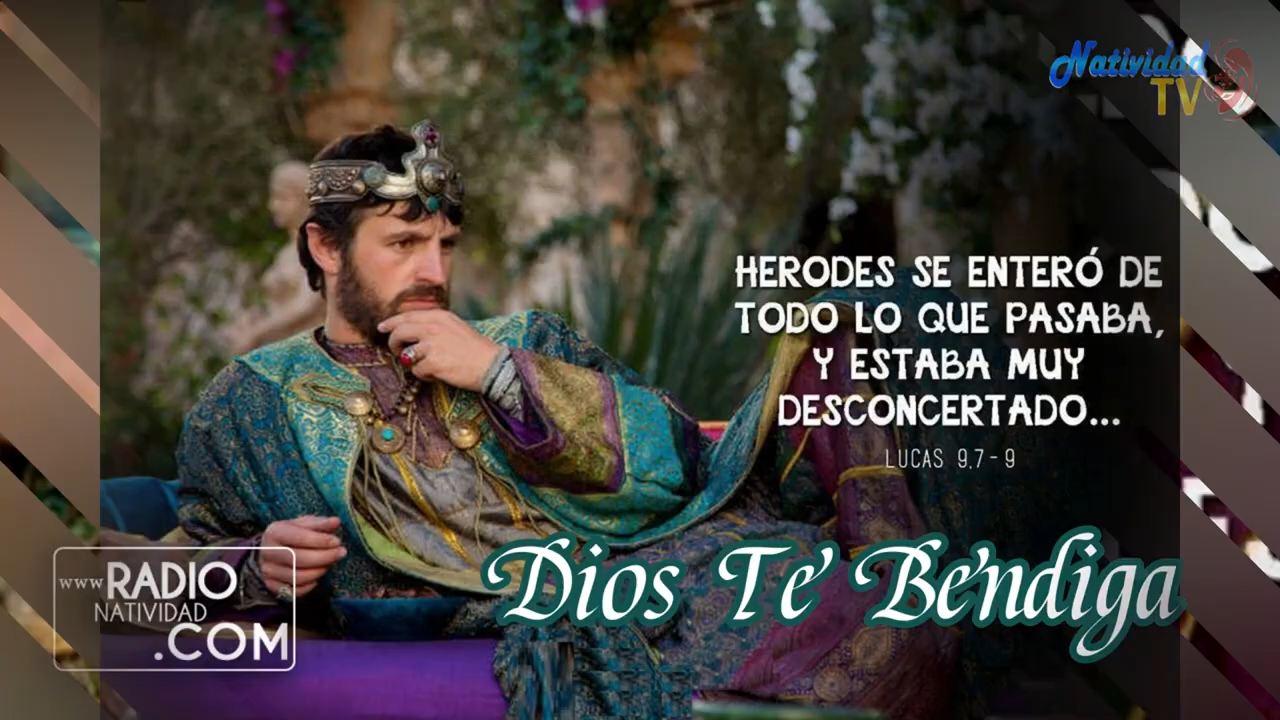 Natividad
TV
HERODES SE ENTERÓ DE
TODO LO QUE PASABA,
Y ESTABA MUY
DESCONCERTADO...
LUCAS 9,7-9
Dios Te Bendiga
www RADIO
NATIVIDAD
.COM